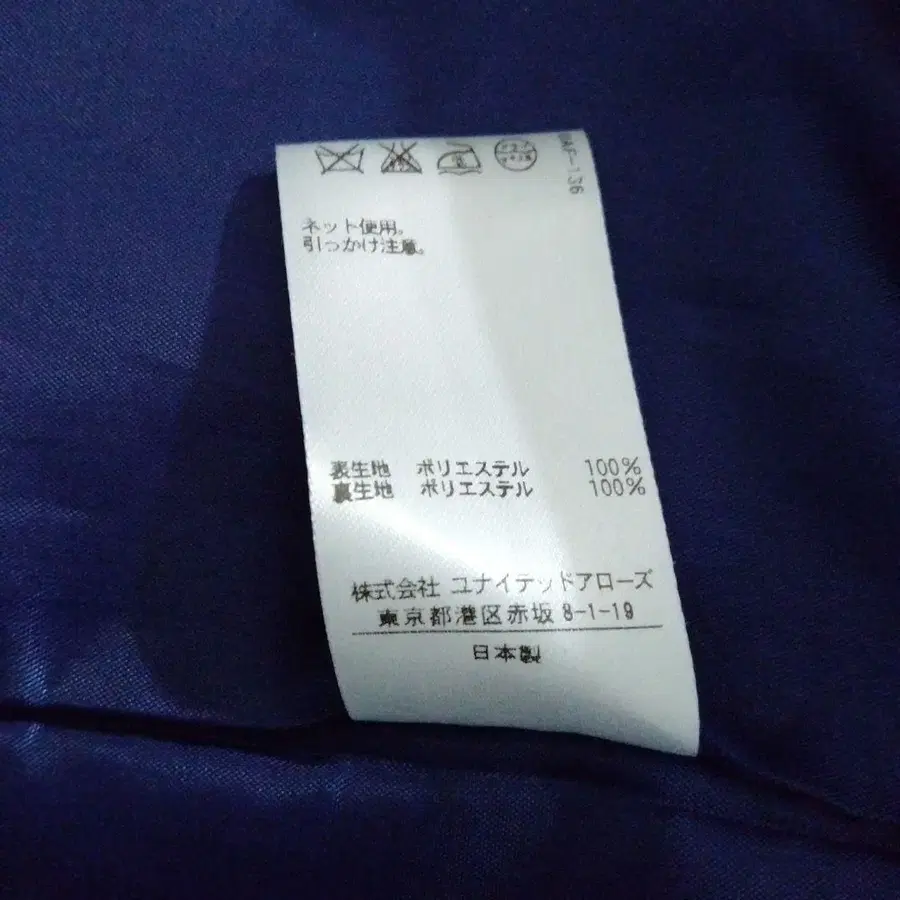 ネット使用。
引っかけ注意。
表生地 ポリエステル 100%
裏生地 ポリエステル 100%
株式会社 ユナイテッドアローズ
東京都港区赤坂 8-1-19
日本製